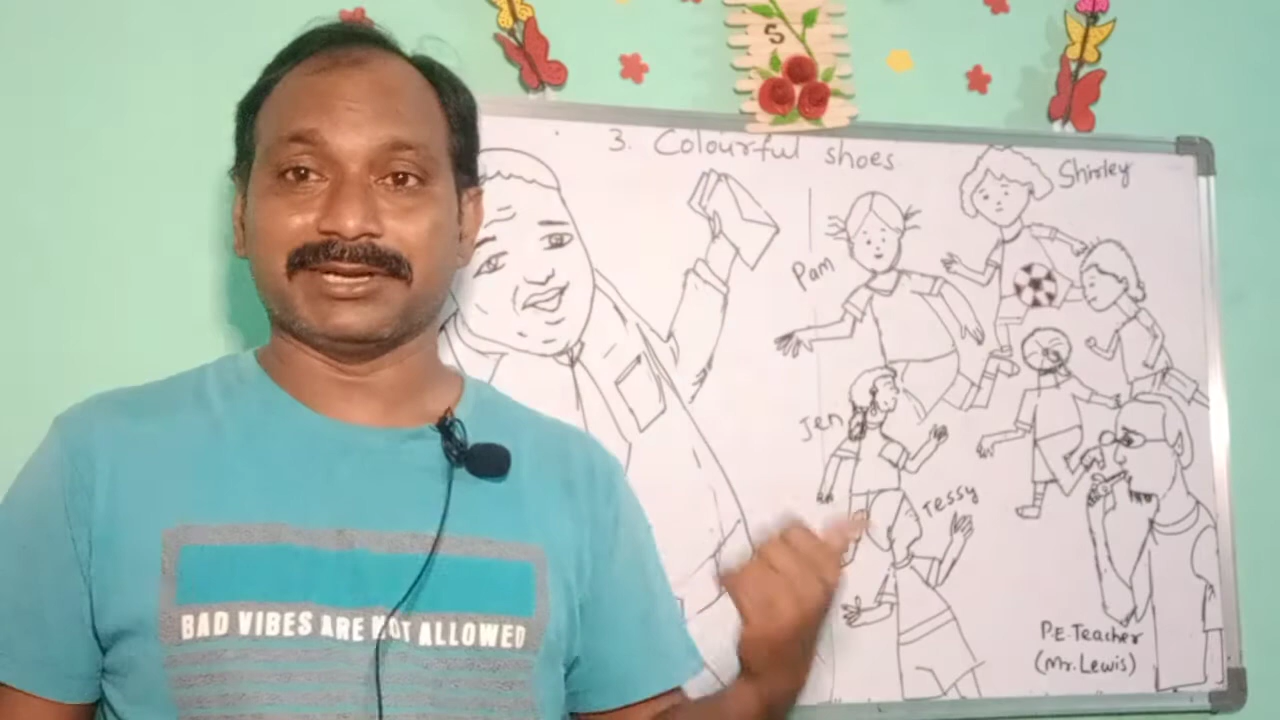 S
3. Colourful shoes
Shirley
Pam
Jen
Tessy
P.E. Teacher
(Mr. Lewis)
BAD VIBES ARE NOT ALLOWED